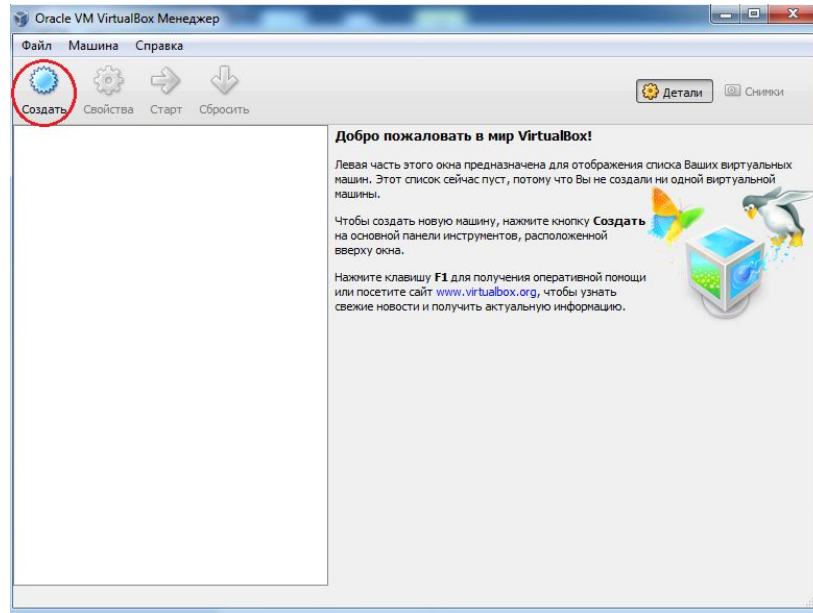 Oracle VM VirtualBox Менеджер
Файл Машина Справка
Создать Свойства Старт Сбросить
Детали Снимки
Добро пожаловать в мир VirtualBox!
Левая часть этого окна предназначена для отображения списка Ваших виртуальных
машин. Этот список сейчас пуст, потому что Вы не создали ни одной виртуальной
машины.
Чтобы создать новую машину, нажмите кнопку Создать
на основной панели инструментов, расположенной
вверху окна.
Нажмите клавишу F1 для получения оперативной помощи
или посетите сайт www.virtualbox.org, чтобы узнать
свежие новости и получить актуальную информацию.